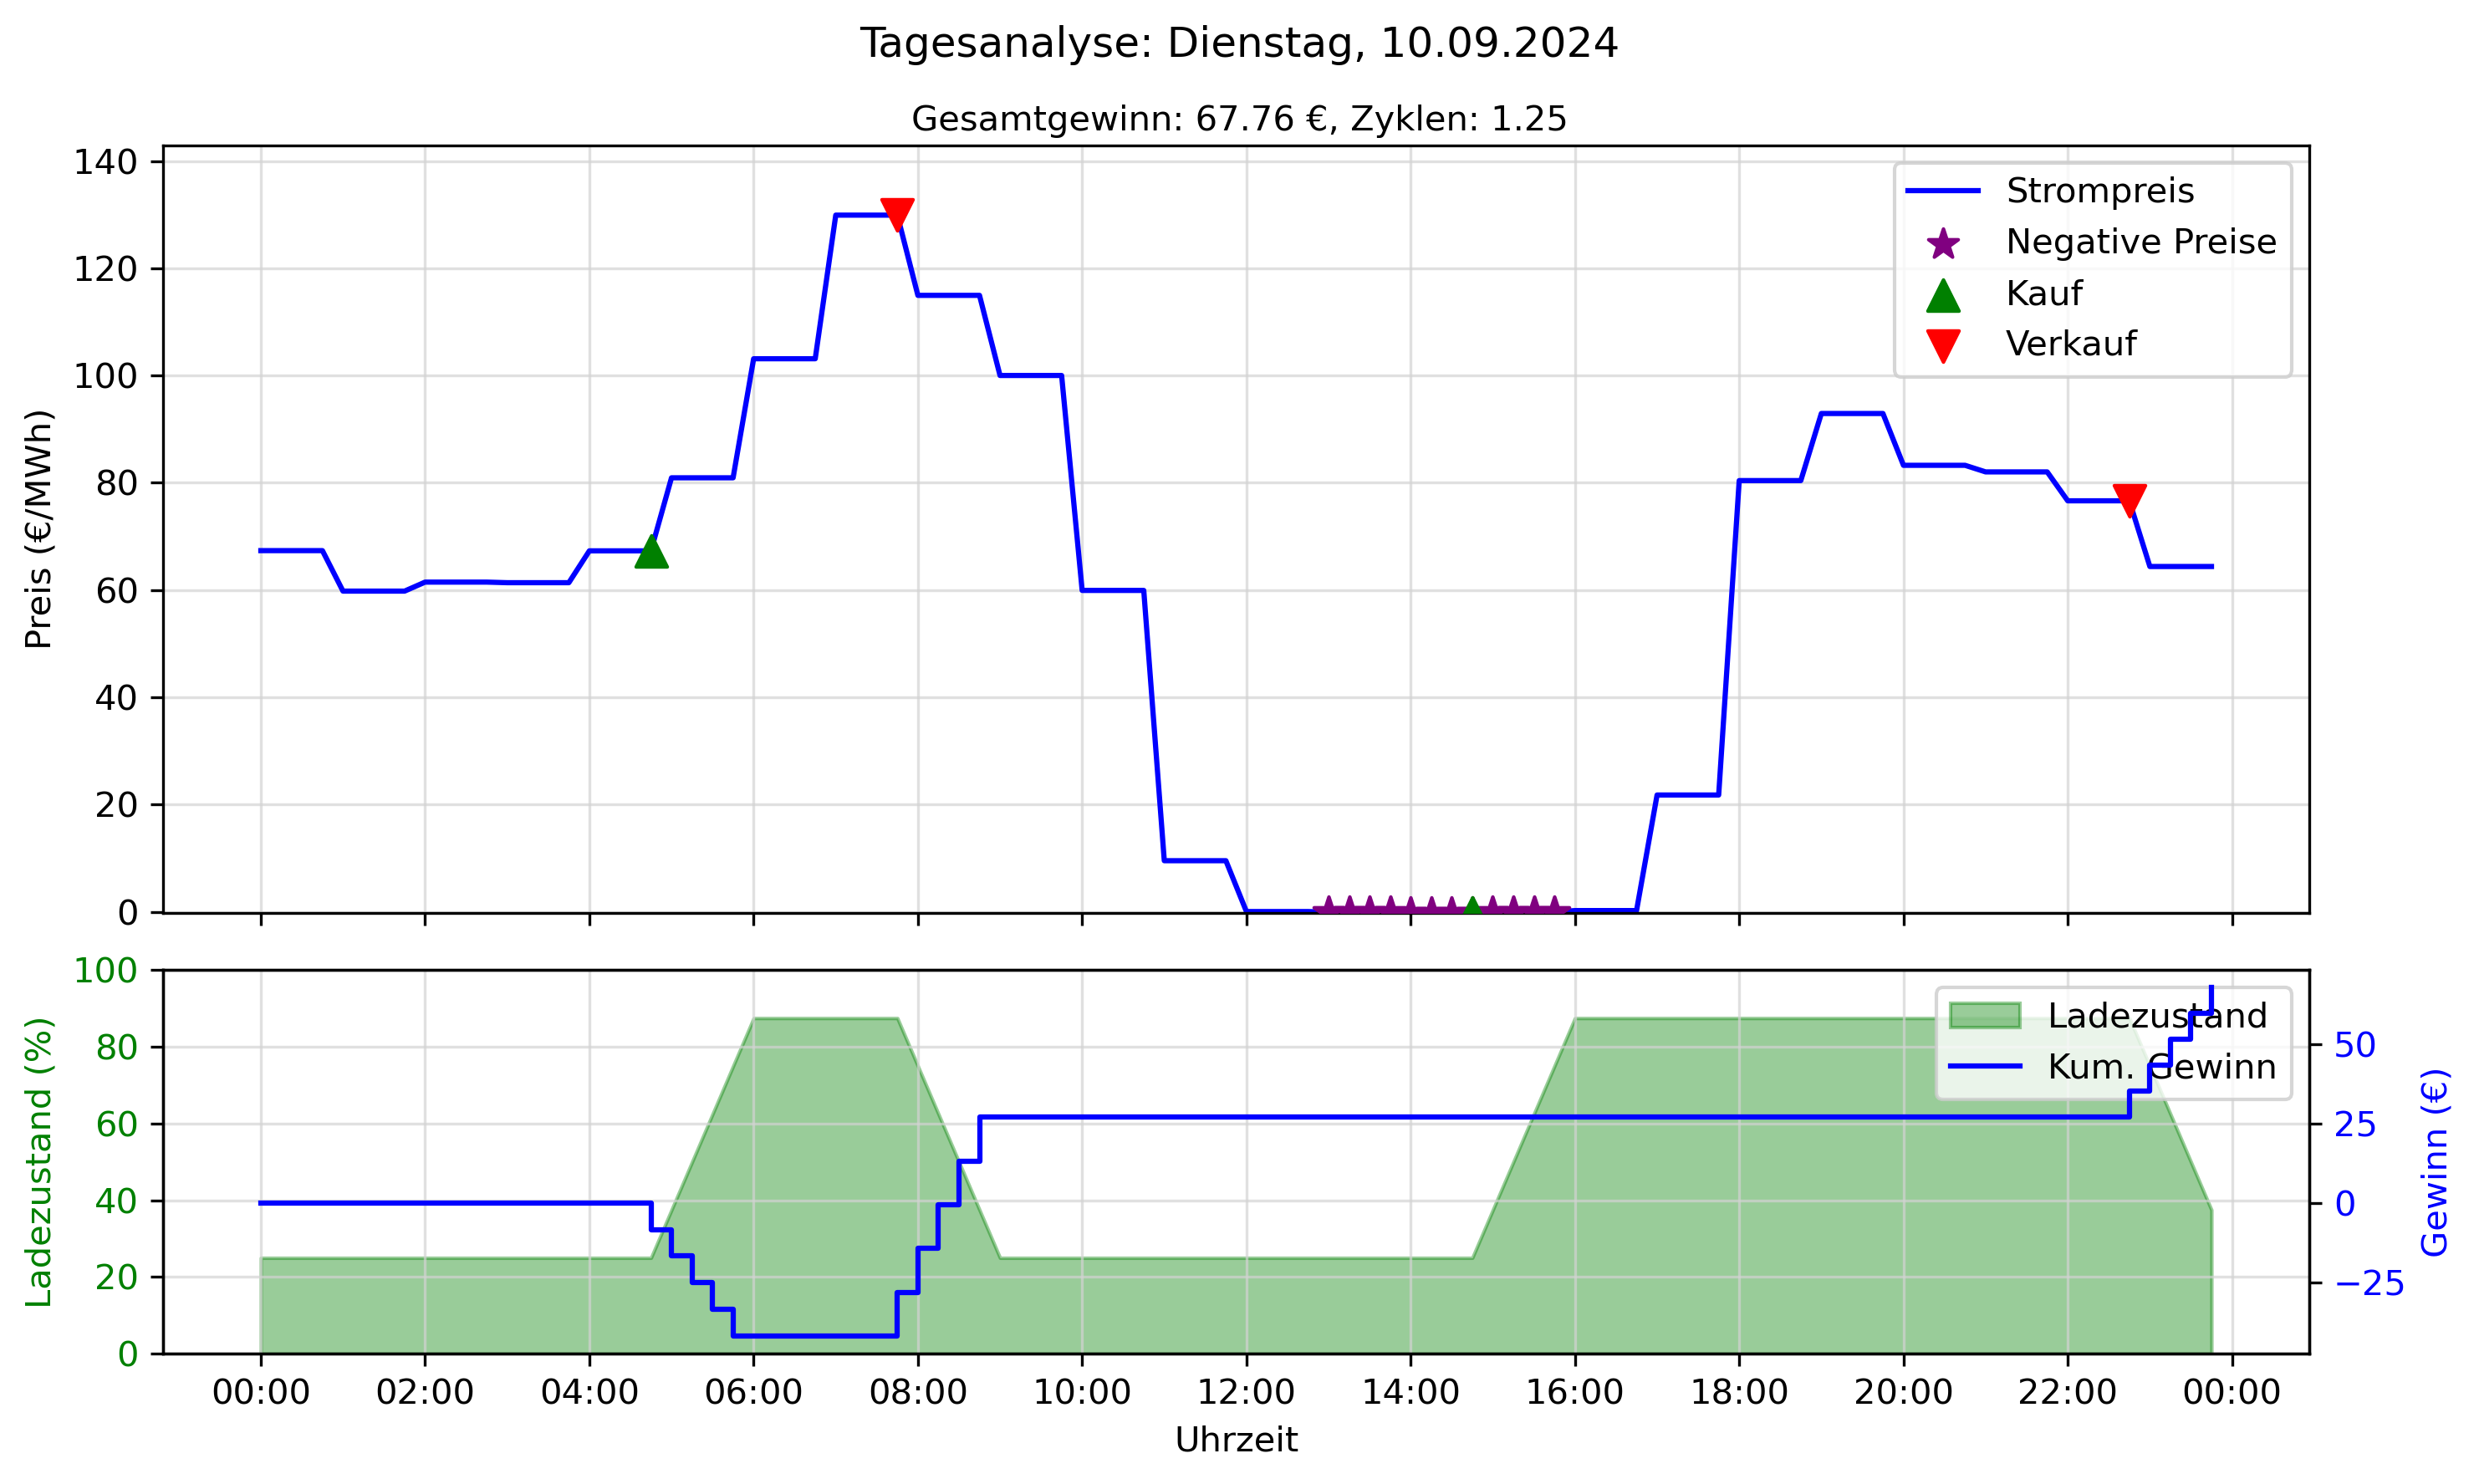 Tagesanalyse: Dienstag, 10.09.2024
Gesamtgewinn: 67.76 €, Zyklen: 1.25
Preis (€/MWh)
140
120
100
80
60
40
20
0
Strompreis
Negative Preise
Kauf
Verkauf
Ladezustand (%)
100
80
60
40
20
0
Ladezustand
Kum. Gewinn
50
25
0
−25
Gewinn (€)
00:00 02:00 04:00 06:00 08:00 10:00 12:00 14:00 16:00 18:00 20:00 22:00 00:00
Uhrzeit